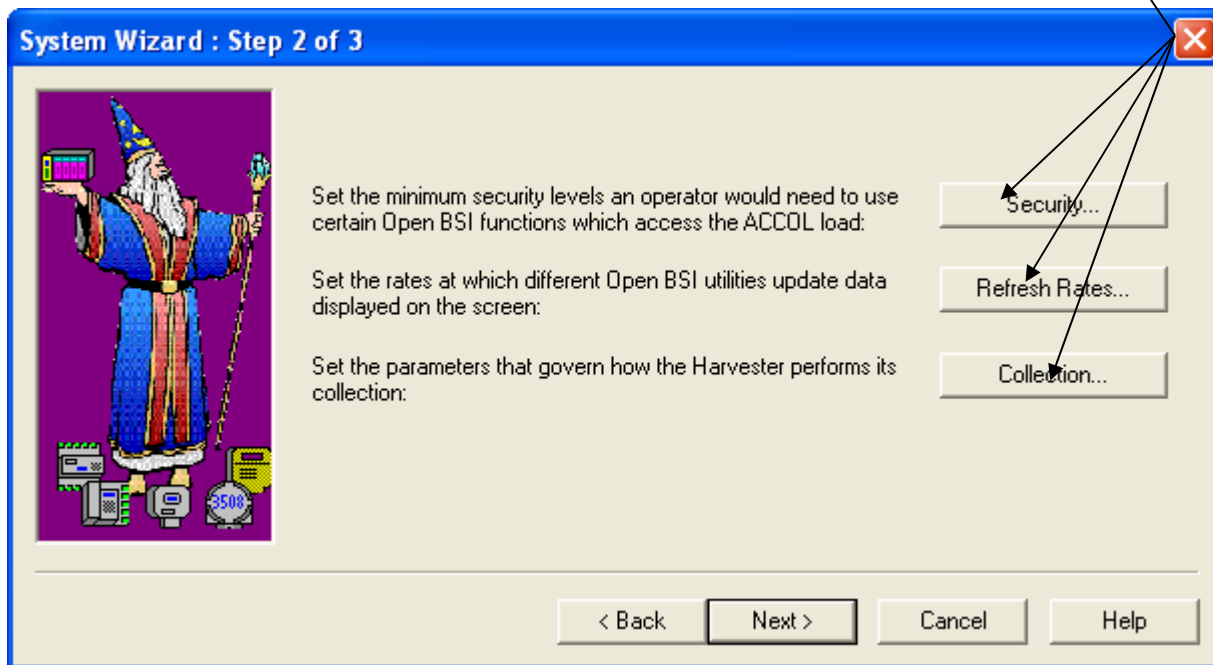 System Wizard : Step 2 of 3
Set the minimum security levels an operator would need to use
certain Open BSI functions which access the ACCOL load:
Security...
Set the rates at which different Open BSI utilities update data
displayed on the screen:
Refresh Rates...
Set the parameters that govern how the Harvester performs its
collection:
Collection...
3508
< Back
Next >
Cancel
Help